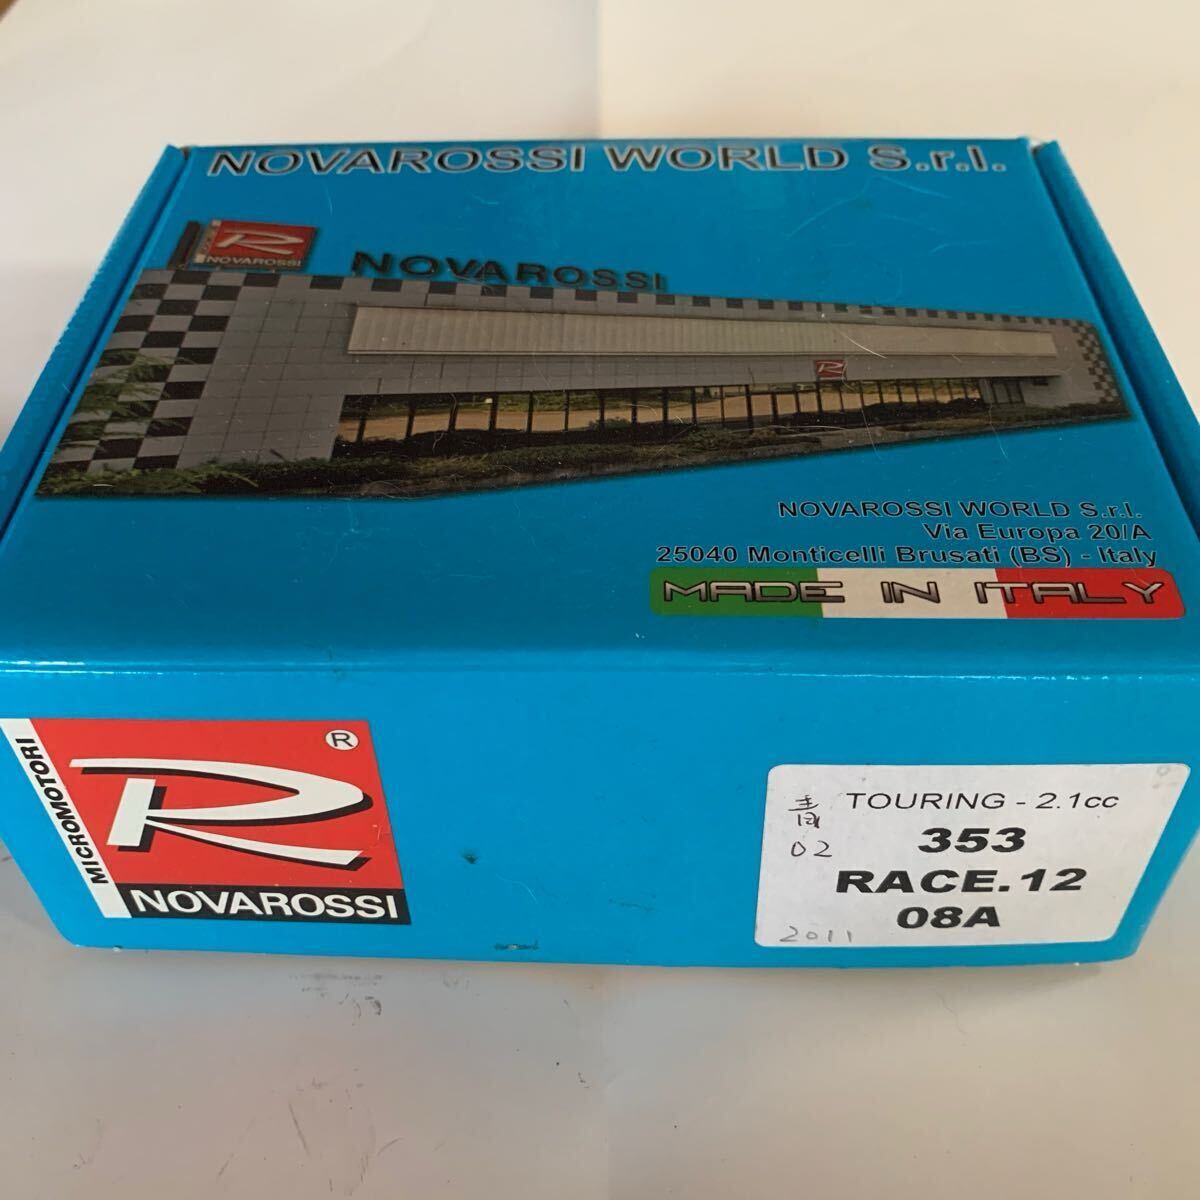 NOVAROSSI WORLD S.r.l.
R
NOVAROSSI
NOVAROSSI
R
NOVAROSSI WORLD S.r.l.
Via Europa 20/A
25040 Monticelli Brusati (BS) - Italy
MADE IN ITALY
MICROMOTORI
R
®
NOVAROSSI
青
02
TOURING - 2.1cc
353
RACE.12
08A
2011